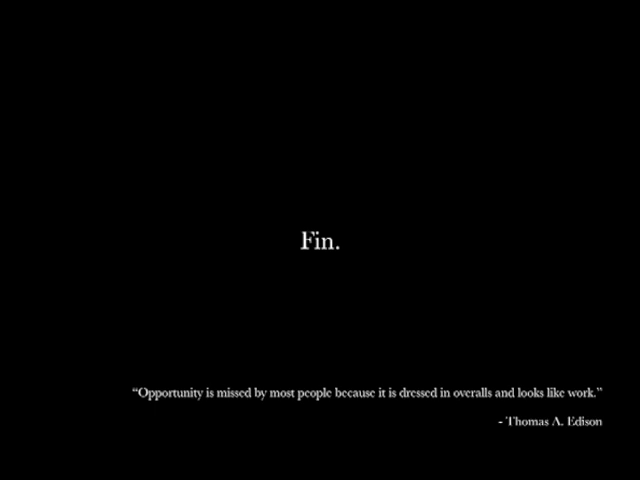 Fin.
“Opportunity is missed by most people because it is dressed in overalls and looks like work.”
- Thomas A. Edison